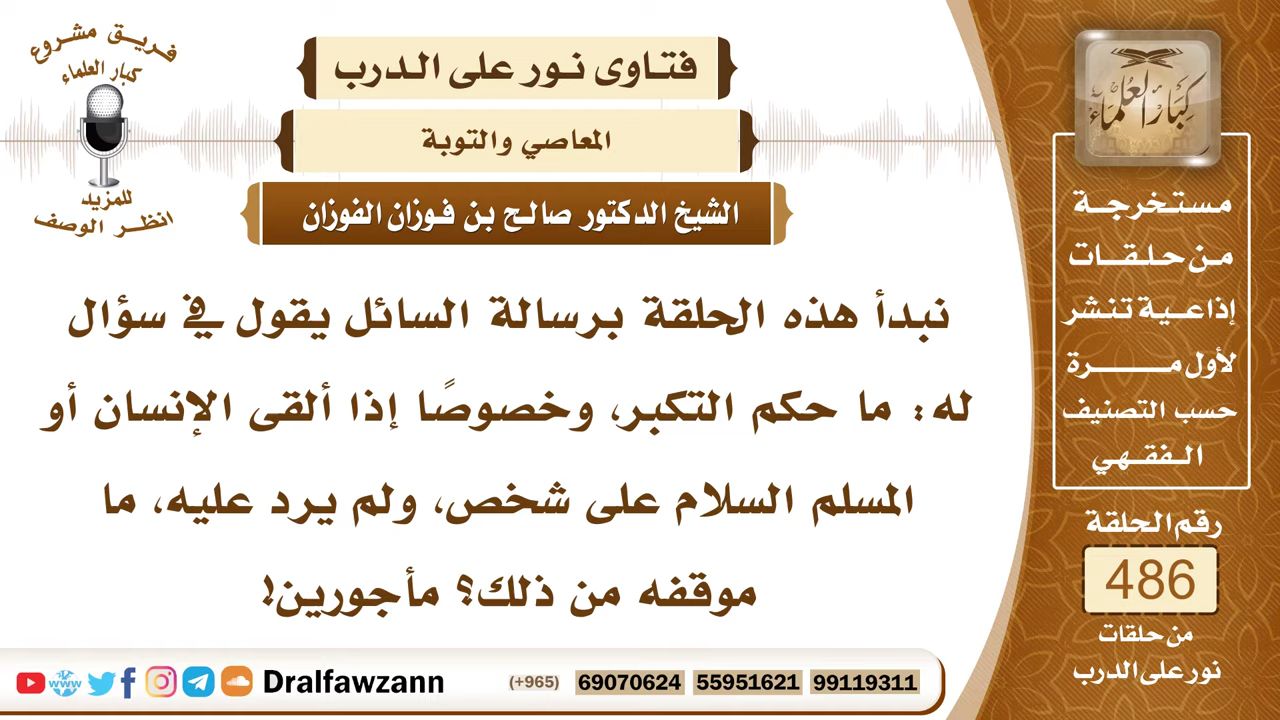 فريق مشروع
كبار العلماء
للمزيد
انظر الوصف
فتاوى نور على الدرب
المعاصي والتوبة
الشيخ الدكتور صالح بن فوزان الفوزان
نبدأ هذه الحلقة برسالة السائل يقول في سؤال
له: ما حكم التكبر، وخصوصًا إذا ألقى الإنسان أو
المسلم السلام على شخص، ولم يرد عليه، ما
موقفه من ذلك؟ مأجورين!
كبار العلماء
مستخرجة
من حلقات
إذاعية تنشر
لأول مرة
حسب التصنيف
الفقهي
رقم الحلقة
486
من حلقات
نور على الدرب
www
Dralfawzann (+965) 69070624 55951621 99119311